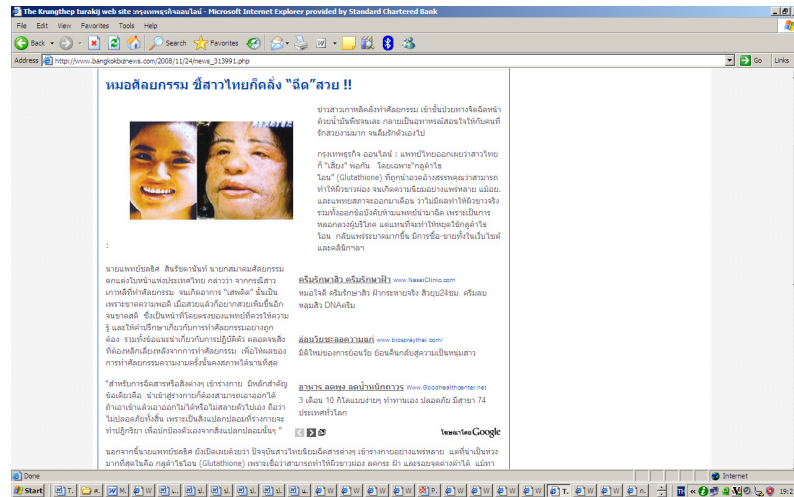 The Krungthep turakij web site :กรุงเทพธุรกิจออนไลน์ - Microsoft Internet Explorer provided by Standard Chartered Bank
File Edit View Favorites Tools Help
Back Search Favorites
Address http://www.bangkokbiznews.com/2008/11/24/news_313991.php Go Links
หมอศัลยกรรม ชี้สาวไทยก็คลั่ง “ฉีด”สวย !!
ข่าวสาวเกาหลีคลั่งทำศัลยกรรม เข้าขั้นป่วยทางจิตฉีดหน้า
ด้วยน้ำมันพืชจนเละ กลายเป็นอุทาหรณ์สอนใจให้กับคนที่
รักสวยงามมาก จนลืมรักตัวเองไป
กรุงเทพธุรกิจ ออนไลน์ : แพทย์ไทยออกเผยว่าสาวไทย
ก็ "เสี่ยง" พอกัน โดยเฉพาะ"กลูต้าไธ
โอน" (Glutathione) ที่ถูกนำอวดอ้างสรรพคุณว่าสามารถ
ทำให้ผิวขาวผ่อง จนเกิดความนิยมอย่างแพร่หลาย แม้อย.
และแพทยสภาจะออกมาเตือน ว่าไม่มีผลทำให้ผิวขาวจริง
รวมทั้งออกข้อบังคับห้ามแพทย์นำมาฉีด เพราะเป็นการ
หลอกลวงผู้บริโภค แต่แทนที่จะทำให้หยุดใช้กลูต้าไธ
โอน กลับแพร่ระบาดมากขึ้น มีการซื้อ-ขายทั้งในเว็บไซต์
และคลินิกฯลฯ
:
นายแพทย์ชลธิศ สินรัชตานันท์ นายกสมาคมศัลยกรรม
ตกแต่งใบหน้าแห่งประเทศไทย กล่าวว่า จากกรณีสาว
เกาหลีที่ทำศัลยกรรม จนเกิดอาการ "เสพติด" นั้นเป็น
เพราะขาดความพอดี เมื่อสวยแล้วก็อยากสวยเพิ่มขึ้นอีก
จนขาดสติ ซึ่งเป็นหน้าที่โดยตรงของแพทย์ที่ควรให้ความ
รู้ และให้คำปรึกษาเกี่ยวกับการทำศัลยกรรมอย่างถูก
ต้อง รวมทั้งข้อแนะนำเกี่ยวกับการปฏิบัติตัว ตลอดจนสิ่ง
ที่ต้องหลีกเลี่ยงหลังจากการทำศัลยกรรม เพื่อให้ผลของ
การทำศัลยกรรมความงามครั้งนั้นคงสภาพได้นานที่สุด
"สำหรับการฉีดสารหรือสิ่งต่างๆ เข้าร่างกาย มีหลักสำคัญ
ข้อเดียวคือ นำเข้าสู่ร่างกายก็ต้องสามารถเอาออกได้
ถ้าเอาเข้าแล้วเอาออกไม่ได้หรือไม่สลายตัวไปเอง ถือว่า
ไม่ปลอดภัยทั้งสิ้น เพราะเป็นสิ่งแปลกปลอมที่ร่างกายจะ
ทำปฏิกริยา เพื่อปกป้องตัวเองจากสิ่งแปลกปลอมนั้นๆ "
ครีมรักษาสิว ครีมรักษาฝ้า www.NasaiClinic.com
หมอใจดี ครีมรักษาสิว ฝ้ากระหายจริง สิวยุบ24ชม. ครีมลบ
หลุมสิว DNAครีม
อ่อนวัยชะลอความแก่ www.biospraythai.com/
มิติใหม่ของการย้อนวัย ย้อนคืนกลับสู่ความเป็นหนุ่มสาว
อาหาร ลดพุง ลดน้ำหนักถาวร Www.Goodhealthcenter.net
3 เดือน 10 กิโลแบบง่ายๆ ทำทานเอง ปลอดภัย มีสาขา 74
ประเทศทั่วโลก
โฆษณาโดย Google
นอกจากนี้นายแพทย์ชลธิศ ยังเปิดเผยด้วยว่า ปัจจุบันสาวไทยนิยมฉีดสารต่างๆ เข้าร่างกายอย่างแพร่หลาย แต่ที่น่าเป็นห่วง
มากที่สุดในคือ กลูต้าไธโอน (Glutathione) เพราะเชื่อว่าสามารถทำให้ผิวขาวผ่อง ลดกระ ฝ้า และรอยจุดด่างดำได้ แม้ทา
Done Internet
Start